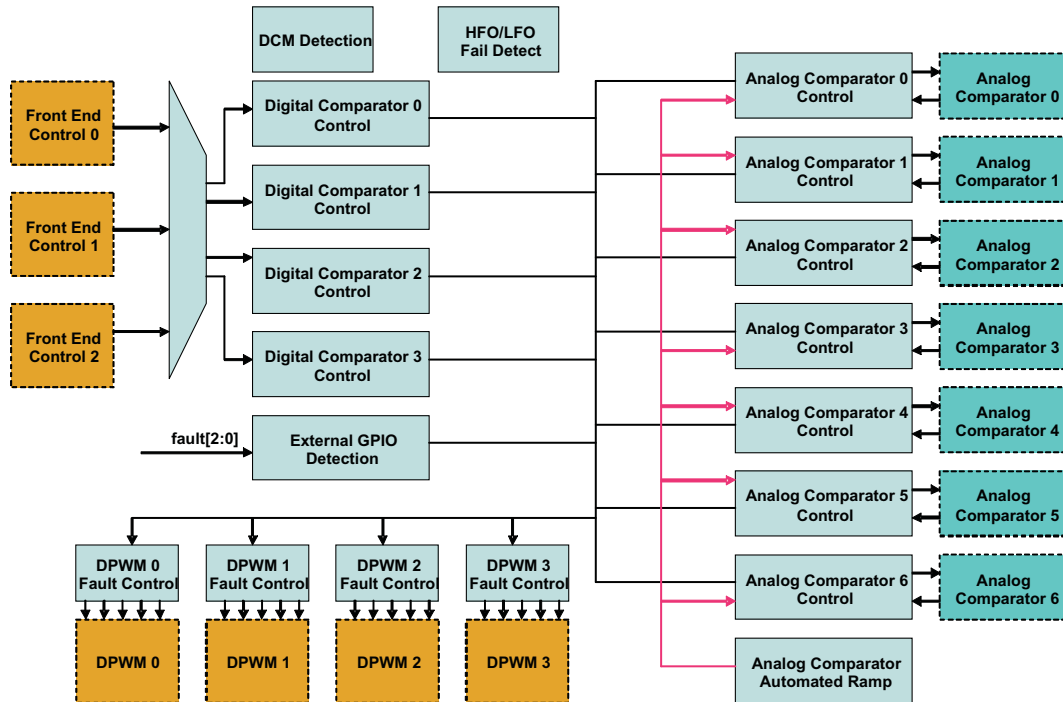 DCM Detection
HFO/LFO
Fail Detect
Front End
Control 0
Front End
Control 1
Front End
Control 2
Digital Comparator 0
Control
Digital Comparator 1
Control
Digital Comparator 2
Control
Digital Comparator 3
Control
fault[2:0]
External GPIO
Detection
Analog Comparator 0
Control
Analog
Comparator 0
Analog Comparator 1
Control
Analog
Comparator 1
Analog Comparator 2
Control
Analog
Comparator 2
Analog Comparator 3
Control
Analog
Comparator 3
Analog Comparator 4
Control
Analog
Comparator 4
Analog Comparator 5
Control
Analog
Comparator 5
Analog Comparator 6
Control
Analog
Comparator 6
Analog Comparator
Automated Ramp
DPWM 0
Fault Control
DPWM 1
Fault Control
DPWM 2
Fault Control
DPWM 3
Fault Control
DPWM 0
DPWM 1
DPWM 2
DPWM 3